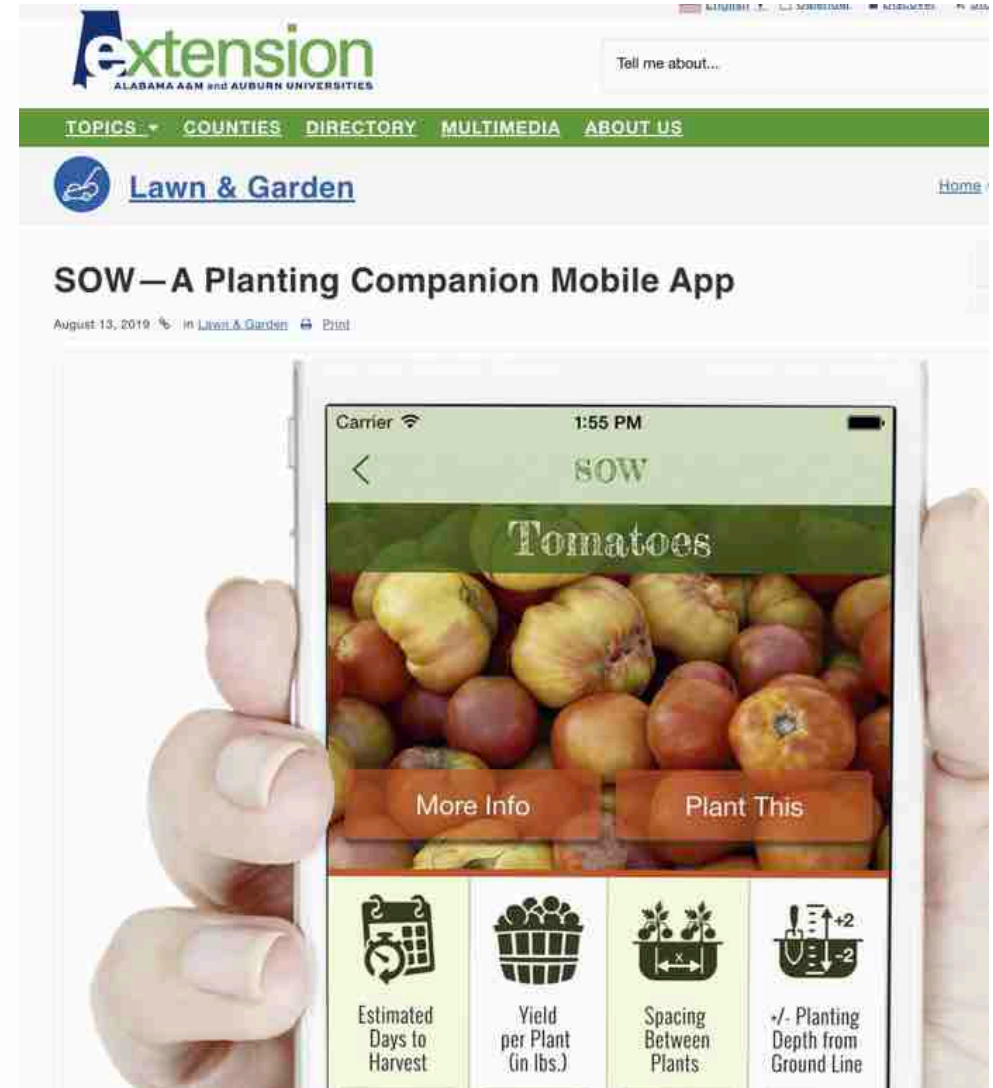 English
extension
ALABAMA A&M and AUBURN UNIVERSITIES
Tell me about...
TOPICS COUNTIES DIRECTORY MULTIMEDIA ABOUT US
Lawn & Garden
Home
SOW—A Planting Companion Mobile App
August 13, 2019 in Lawn & Garden Print
Carrier 1:55 PM
SOW
Tomatoes
More Info Plant This
+2
x -2
Estimated Yield Spacing +/- Planting
Days to per Plant Between Depth from
Harvest (in lbs.) Plants Ground Line